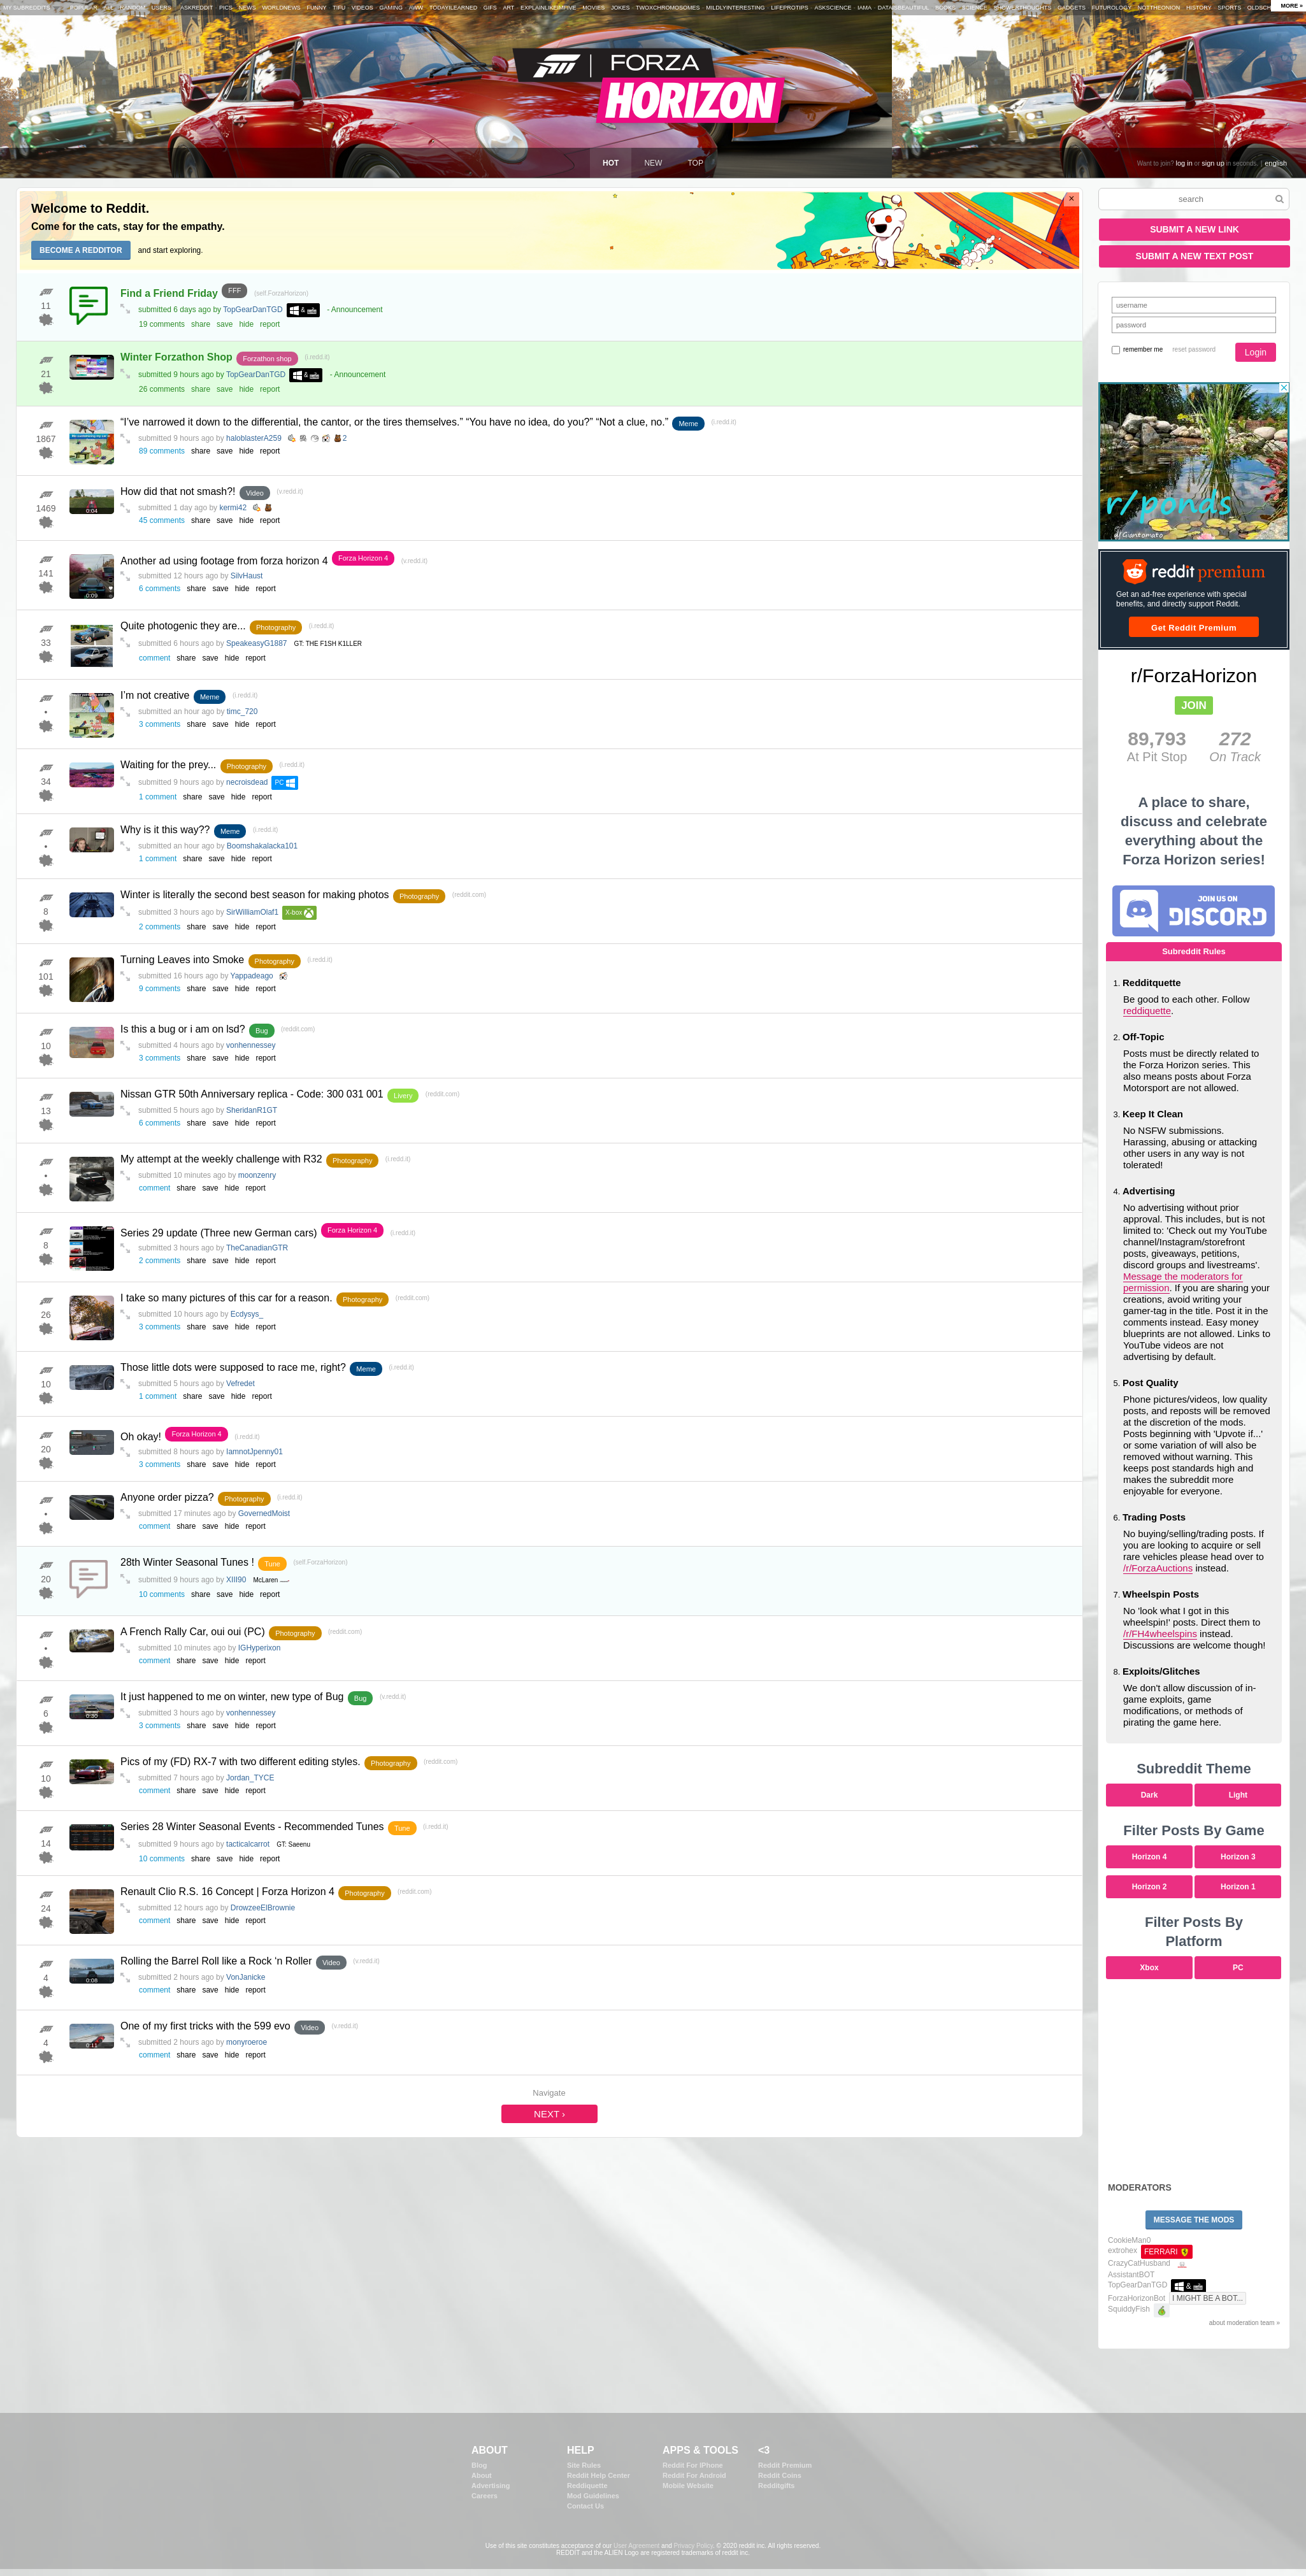 MY SUBREDDITS
POPULAR - ALL - RANDOM - USERS | ASKREDDIT - PICS - NEWS - WORLDNEWS - FUNNY - TIFU - VIDEOS - GAMING - AWW - TODAYILEARNED - GIFS - ART - EXPLAINLIKEIMFIVE - MOVIES - JOKES - TWOXCHROMOSOMES - MILDLYINTERESTING - LIFEPROTIPS - ASKSCIENCE - IAMA - DATAISBEAUTIFUL - BOOKS - SCIENCE - SHOWERTHOUGHTS - GADGETS - FUTUROLOGY - NOTTHEONION - HISTORY - SPORTS - OLDSCH
MORE »
FORZA
HORIZON
HOT NEW TOP
Want to join? log in or sign up in seconds. | english
Welcome to Reddit.
Come for the cats, stay for the empathy.
BECOME A REDDITOR and start exploring.
×
11
Find a Friend Friday FFF (self.ForzaHorizon)
submitted 6 days ago by TopGearDanTGD & - Announcement
19 comments share save hide report
21
Winter Forzathon Shop Forzathon shop (i.redd.it)
submitted 9 hours ago by TopGearDanTGD & - Announcement
26 comments share save hide report
1867
“I’ve narrowed it down to the differential, the cantor, or the tires themselves.” “You have no idea, do you?” “Not a clue, no.” Meme (i.redd.it)
submitted 9 hours ago by haloblasterA259 2
89 comments share save hide report
1469
0:04
How did that not smash?! Video (v.redd.it)
submitted 1 day ago by kermi42
45 comments share save hide report
141
0:09
Another ad using footage from forza horizon 4 Forza Horizon 4 (v.redd.it)
submitted 12 hours ago by SilvHaust
6 comments share save hide report
33
Quite photogenic they are... Photography (i.redd.it)
submitted 6 hours ago by SpeakeasyG1887 GT: THE F1SH K1LLER
comment share save hide report
•
I’m not creative Meme (i.redd.it)
submitted an hour ago by timc_720
3 comments share save hide report
34
Waiting for the prey... Photography (i.redd.it)
submitted 9 hours ago by necroisdead PC
1 comment share save hide report
•
Why is it this way?? Meme (i.redd.it)
submitted an hour ago by Boomshakalacka101
1 comment share save hide report
8
Winter is literally the second best season for making photos Photography (reddit.com)
submitted 3 hours ago by SirWilliamOlaf1 X-box
2 comments share save hide report
101
Turning Leaves into Smoke Photography (i.redd.it)
submitted 16 hours ago by Yappadeago
9 comments share save hide report
10
Is this a bug or i am on lsd? Bug (reddit.com)
submitted 4 hours ago by vonhennessey
3 comments share save hide report
13
Nissan GTR 50th Anniversary replica - Code: 300 031 001 Livery (reddit.com)
submitted 5 hours ago by SheridanR1GT
6 comments share save hide report
•
My attempt at the weekly challenge with R32 Photography (i.redd.it)
submitted 10 minutes ago by moonzenry
comment share save hide report
8
Series 29 update (Three new German cars) Forza Horizon 4 (i.redd.it)
submitted 3 hours ago by TheCanadianGTR
2 comments share save hide report
26
I take so many pictures of this car for a reason. Photography (reddit.com)
submitted 10 hours ago by Ecdysys_
3 comments share save hide report
10
Those little dots were supposed to race me, right? Meme (i.redd.it)
submitted 5 hours ago by Vefredet
1 comment share save hide report
20
Oh okay! Forza Horizon 4 (i.redd.it)
submitted 8 hours ago by IamnotJpenny01
3 comments share save hide report
•
Anyone order pizza? Photography (i.redd.it)
submitted 17 minutes ago by GovernedMoist
comment share save hide report
20
28th Winter Seasonal Tunes ! Tune (self.ForzaHorizon)
submitted 9 hours ago by XIII90 McLaren
10 comments share save hide report
•
A French Rally Car, oui oui (PC) Photography (reddit.com)
submitted 10 minutes ago by IGHyperixon
comment share save hide report
6
0:30
It just happened to me on winter, new type of Bug Bug (v.redd.it)
submitted 3 hours ago by vonhennessey
3 comments share save hide report
10
Pics of my (FD) RX-7 with two different editing styles. Photography (reddit.com)
submitted 7 hours ago by Jordan_TYCE
comment share save hide report
14
Series 28 Winter Seasonal Events - Recommended Tunes Tune (i.redd.it)
submitted 9 hours ago by tacticalcarrot GT: Saeenu
10 comments share save hide report
24
Renault Clio R.S. 16 Concept | Forza Horizon 4 Photography (reddit.com)
submitted 12 hours ago by DrowzeeElBrownie
comment share save hide report
4
0:08
Rolling the Barrel Roll like a Rock ‘n Roller Video (v.redd.it)
submitted 2 hours ago by VonJanicke
comment share save hide report
4
0:11
One of my first tricks with the 599 evo Video (v.redd.it)
submitted 2 hours ago by monyroeroe
comment share save hide report
Navigate
NEXT ›
search
SUBMIT A NEW LINK
SUBMIT A NEW TEXT POST
username
password
remember me reset password Login
r/ponds
u/Giantomato
reddit premium
Get an ad-free experience with special
benefits, and directly support Reddit.
Get Reddit Premium
r/ForzaHorizon
JOIN
89,793 272
At Pit Stop On Track
A place to share,
discuss and celebrate
everything about the
Forza Horizon series!
JOIN US ON
DISCORD
Subreddit Rules
1. Redditquette
Be good to each other. Follow
reddiquette.
2. Off-Topic
Posts must be directly related to
the Forza Horizon series. This
also means posts about Forza
Motorsport are not allowed.
3. Keep It Clean
No NSFW submissions.
Harassing, abusing or attacking
other users in any way is not
tolerated!
4. Advertising
No advertising without prior
approval. This includes, but is not
limited to: 'Check out my YouTube
channel/Instagram/storefront
posts, giveaways, petitions,
discord groups and livestreams'.
Message the moderators for
permission. If you are sharing your
creations, avoid writing your
gamer-tag in the title. Post it in the
comments instead. Easy money
blueprints are not allowed. Links to
YouTube videos are not
advertising by default.
5. Post Quality
Phone pictures/videos, low quality
posts, and reposts will be removed
at the discretion of the mods.
Posts beginning with 'Upvote if...'
or some variation of will also be
removed without warning. This
keeps post standards high and
makes the subreddit more
enjoyable for everyone.
6. Trading Posts
No buying/selling/trading posts. If
you are looking to acquire or sell
rare vehicles please head over to
/r/ForzaAuctions instead.
7. Wheelspin Posts
No 'look what I got in this
wheelspin!' posts. Direct them to
/r/FH4wheelspins instead.
Discussions are welcome though!
8. Exploits/Glitches
We don't allow discussion of in-
game exploits, game
modifications, or methods of
pirating the game here.
Subreddit Theme
Dark Light
Filter Posts By Game
Horizon 4 Horizon 3
Horizon 2 Horizon 1
Filter Posts By
Platform
Xbox PC
MODERATORS
MESSAGE THE MODS
CookieMan0
extrohex FERRARI
CrazyCatHusband
AssistantBOT
TopGearDanTGD &
ForzaHorizonBot I MIGHT BE A BOT...
SquiddyFish
about moderation team »
ABOUT
Blog
About
Advertising
Careers
HELP
Site Rules
Reddit Help Center
Reddiquette
Mod Guidelines
Contact Us
APPS & TOOLS
Reddit For iPhone
Reddit For Android
Mobile Website
<3
Reddit Premium
Reddit Coins
Redditgifts
Use of this site constitutes acceptance of our User Agreement and Privacy Policy. © 2020 reddit inc. All rights reserved.
REDDIT and the ALIEN Logo are registered trademarks of reddit inc.